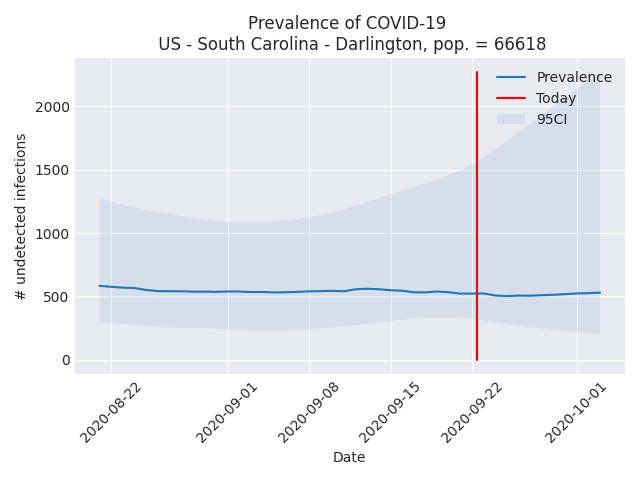 Prevalence of COVID-19
US - South Carolina - Darlington, pop. = 66618
Prevalence
Today
95CI
# undetected infections
2000
1500
1000
500
0
2020-08-22
2020-09-01
2020-09-08
2020-09-15
2020-09-22
2020-10-01
Date